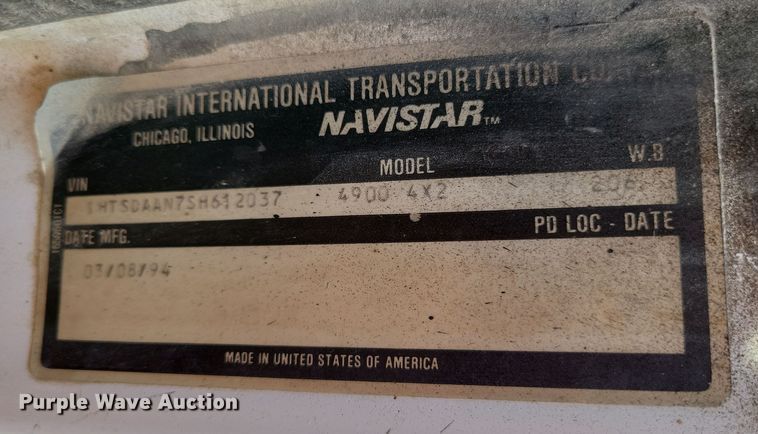 NAVISTAR INTERNATIONAL TRANSPORTATION
CHICAGO, ILLINOIS NAVISTAR TM
VIN MODEL W.B
1HTSDAAN7SH612037 4900 4X2
DATE MFG. PD LOC - DATE
03/08/94
MADE IN UNITED STATES OF AMERICA
Purple Wave Auction